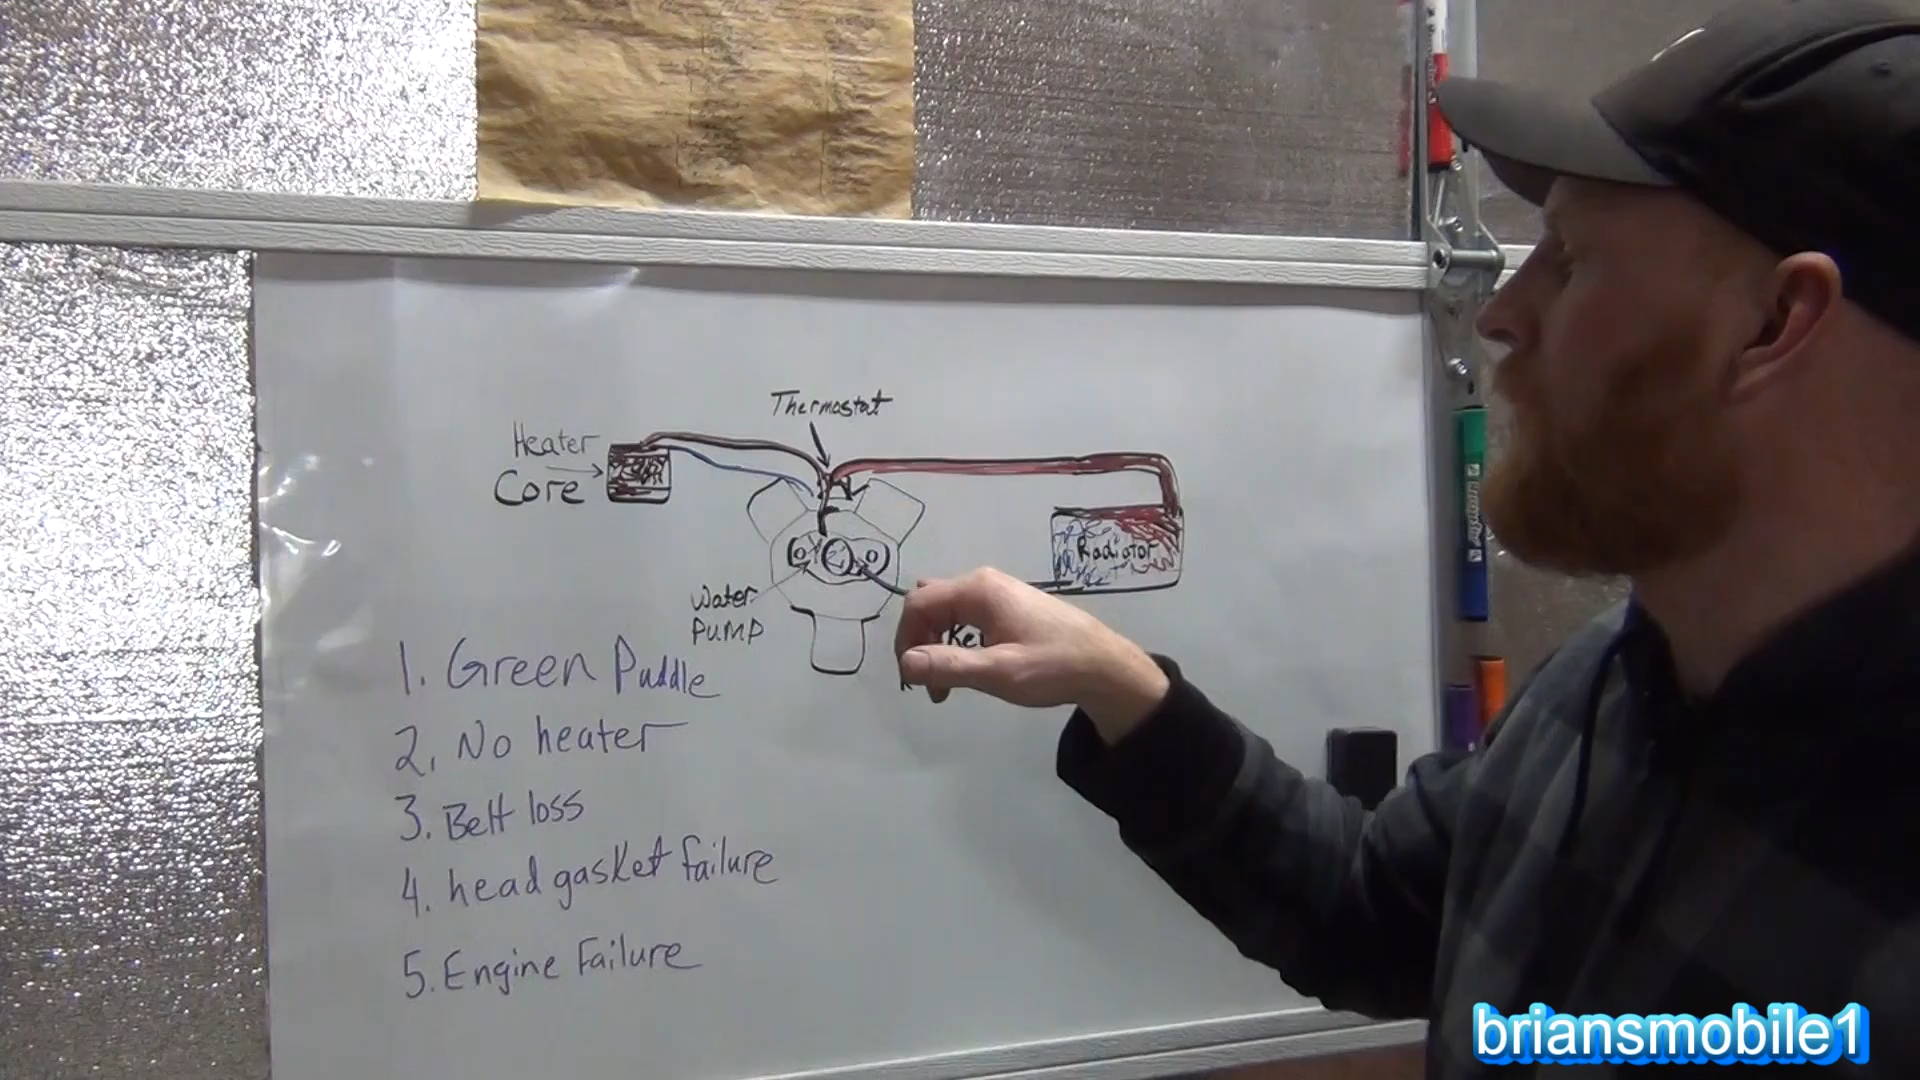 Thermostat
Heater
Core
Radiator
Water
Pump
1. Green Puddle
2. No heater
3. Belt loss
4. head gasket failure
5. Engine Failure
briansmobile1